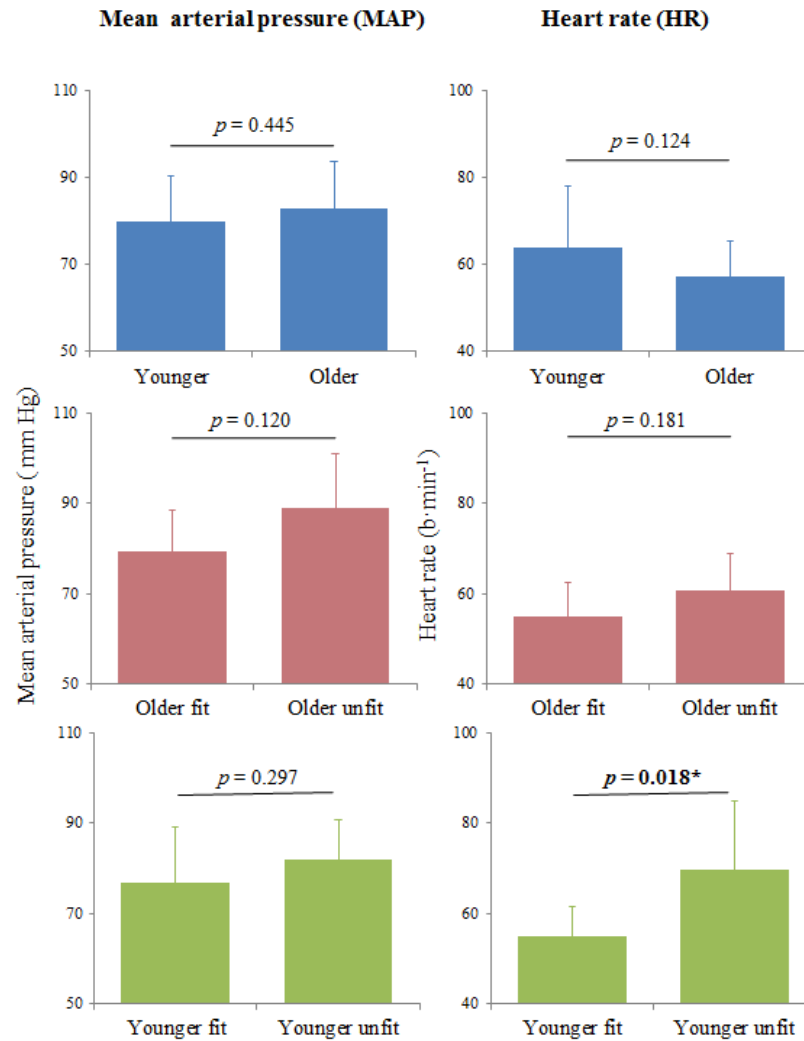 Mean arterial pressure (MAP)
Heart rate (HR)
110
90
70
50
p = 0.445
Younger
Older
100
80
60
40
p = 0.124
Younger
Older
Mean arterial pressure ( mm Hg)
110
90
70
50
p = 0.120
Older fit
Older unfit
Heart rate (b·min-1)
100
80
60
40
p = 0.181
Older fit
Older unfit
110
90
70
50
p = 0.297
Younger fit
Younger unfit
100
80
60
40
p = 0.018*
Younger fit
Younger unfit